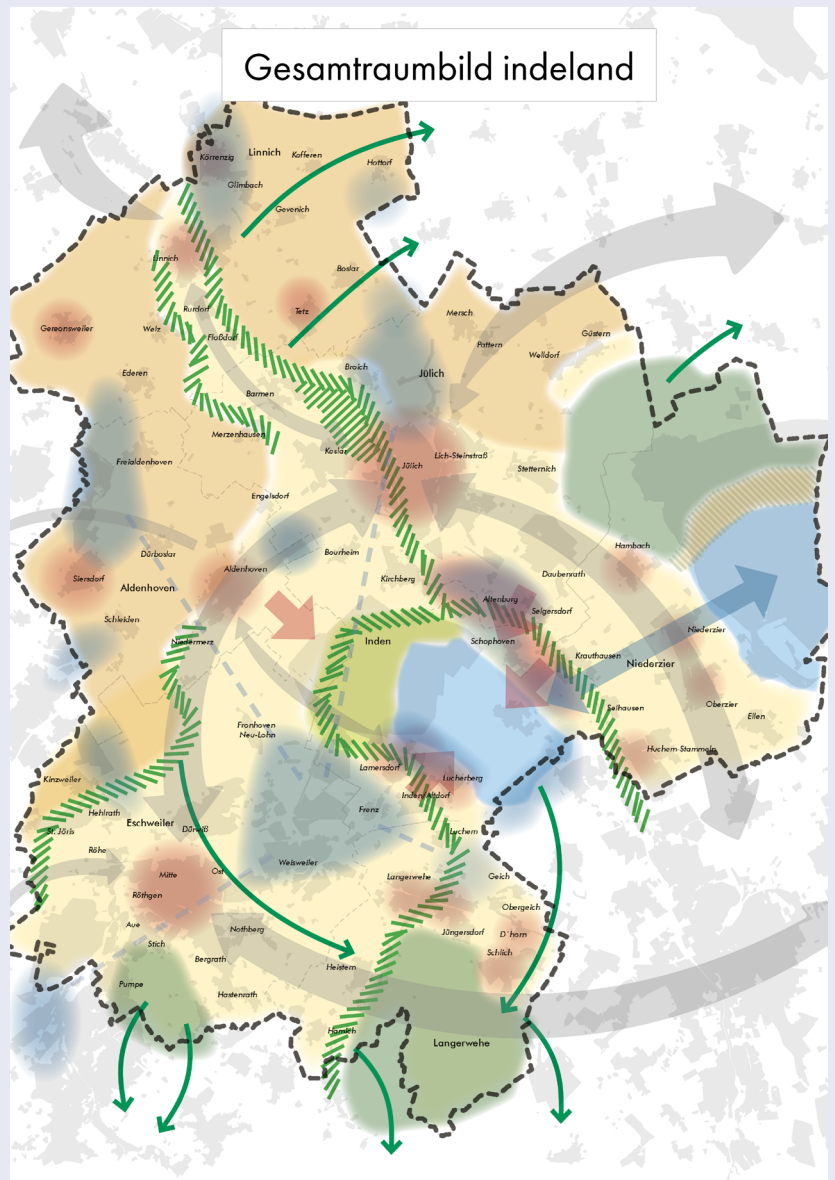 Gesamtraumbild indeland
Körrenzig
Linnich
Kofferen
Hottorf
Glimbach
Gevenich
Linnich
Boslar
Rurdorf
Tetz
Mersch
Gereonsweiler
Welz
Floßdorf
Pattern
Güstern
Welldorf
Ederen
Broich
Jülich
Barmen
Merzenhausen
Koslar
Lich-Steinstraß
Freialdenhoven
Jülich
Stetternich
Engelsdorf
Dürboslar
Bourheim
Hambach
Siersdorf
Aldenhoven
Aldenhoven
Kirchberg
Daubenrath
Altenburg
Selgersdorf
Schleiden
Niedermerz
Inden
Schophoven
Niederzier
Krauthausen
Niederzier
Selhausen
Oberzier
Ellen
Fronhoven
Neu-Lohn
Huchem-Stammeln
Lamersdorf
Kinzweiler
Lucherberg
Inden/Altdorf
Hehlrath
Frenz
St. Jöris
Eschweiler
Dürwiß
Luchern
Röhe
Weisweiler
Mitte
Ost
Langerwehe
Geich
Röthgen
Obergeich
Aue
Nothberg
Jüngersdorf
D´horn
Stich
Schlich
Bergrath
Heistern
Pumpe
Hastenrath
Hamich
Langerwehe